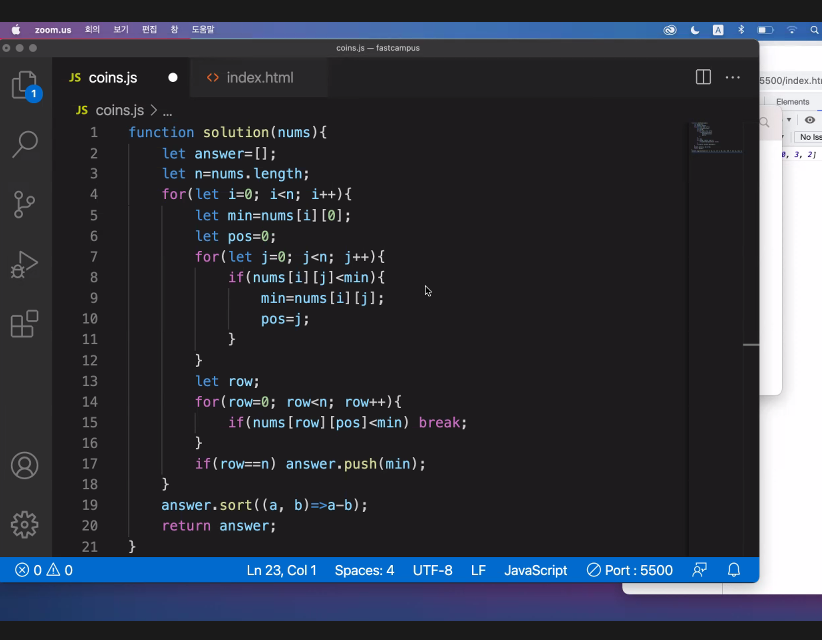 zoom.us 회의 보기 편집 창 도움말
coins.js — fastcampus
JS coins.js <> index.html
JS coins.js > ...
1 function solution(nums){
2 let answer=[];
3 let n=nums.length;
4 for(let i=0; i<n; i++){
5 let min=nums[i][0];
6 let pos=0;
7 for(let j=0; j<n; j++){
8 if(nums[i][j]<min){
9 min=nums[i][j];
10 pos=j;
11 }
12 }
13 let row;
14 for(row=0; row<n; row++){
15 if(nums[row][pos]<min) break;
16 }
17 if(row==n) answer.push(min);
18 }
19 answer.sort((a, b)=>a-b);
20 return answer;
21 }
1
0 0 Ln 23, Col 1 Spaces: 4 UTF-8 LF JavaScript Port : 5500
5500/index.ht
Elements
No Iss
3, 2]